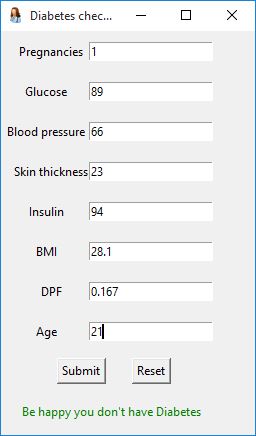 Diabetes chec...
Pregnancies 1
Glucose 89
Blood pressure 66
Skin thickness 23
Insulin 94
BMI 28.1
DPF 0.167
Age 21
Submit Reset
Be happy you don't have Diabetes